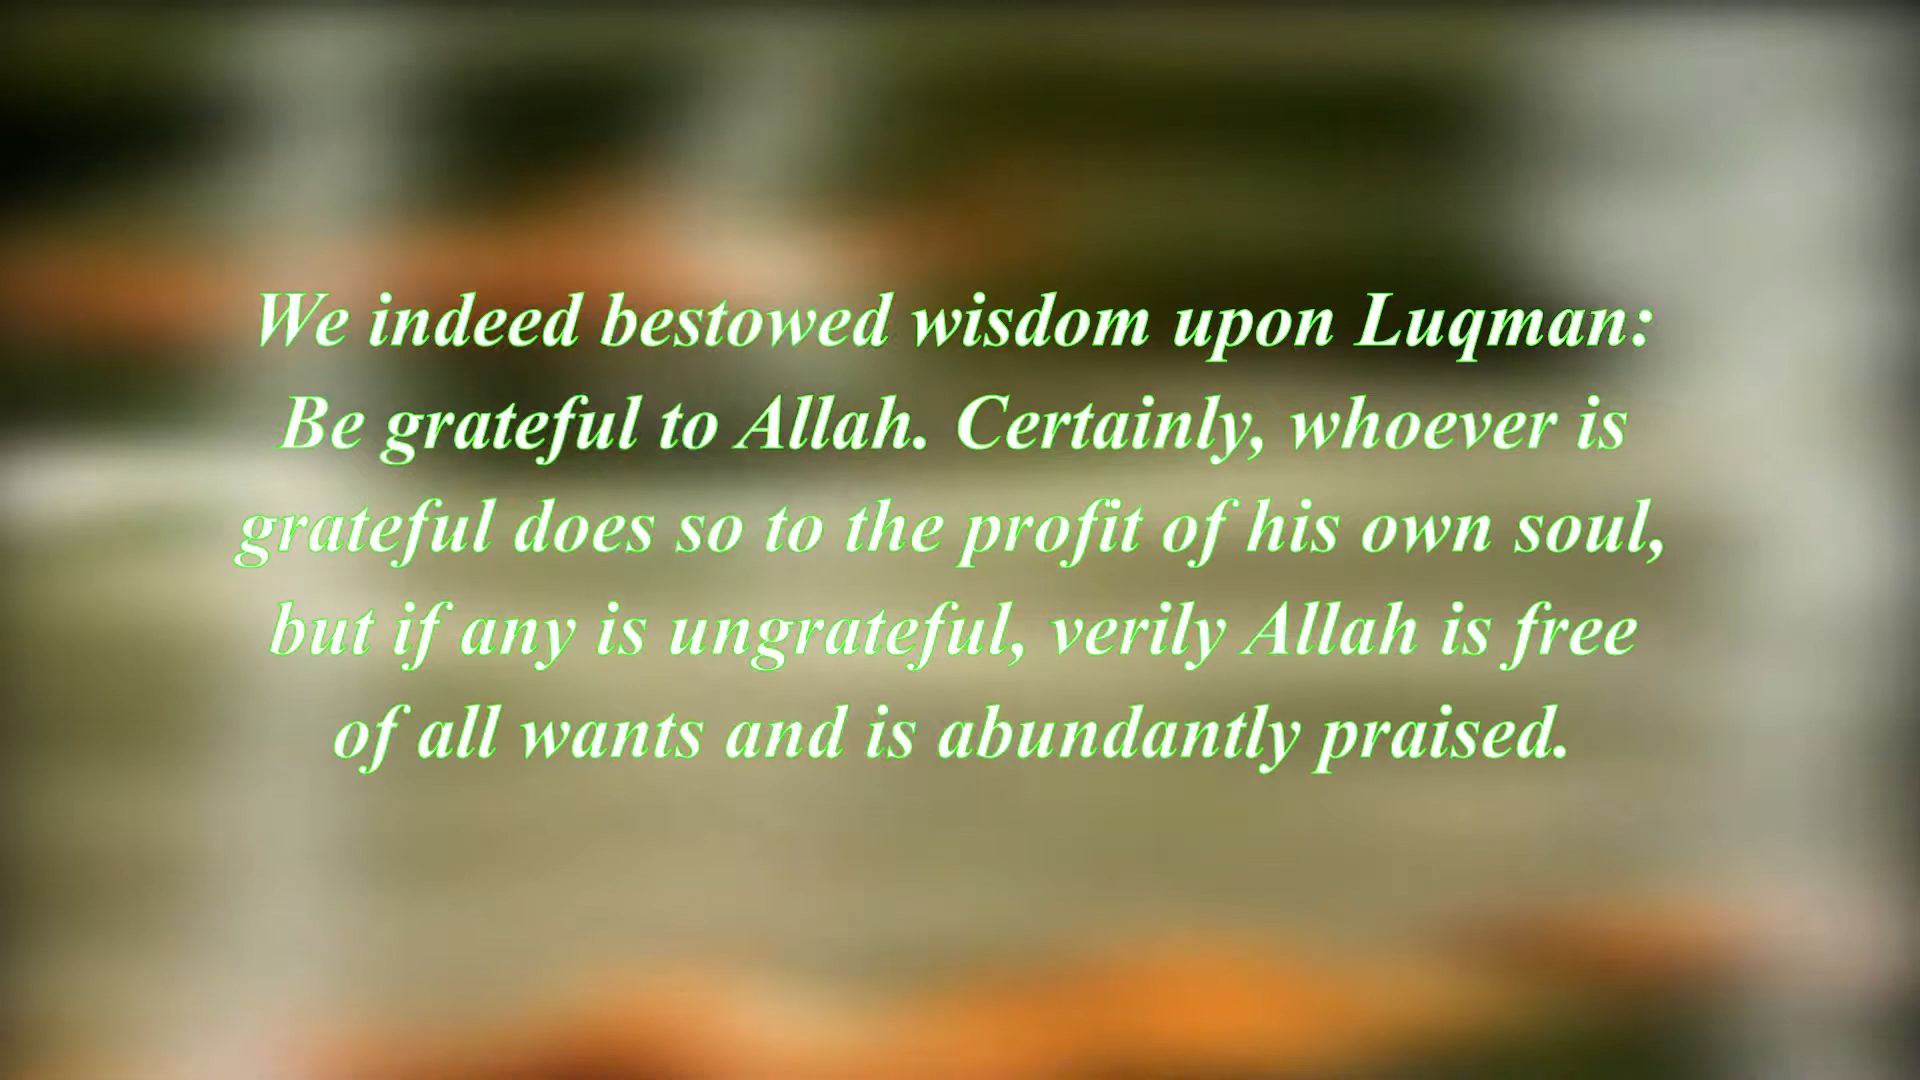 We indeed bestowed wisdom upon Luqman:
Be grateful to Allah. Certainly, whoever is
grateful does so to the profit of his own soul,
but if any is ungrateful, verily Allah is free
of all wants and is abundantly praised.